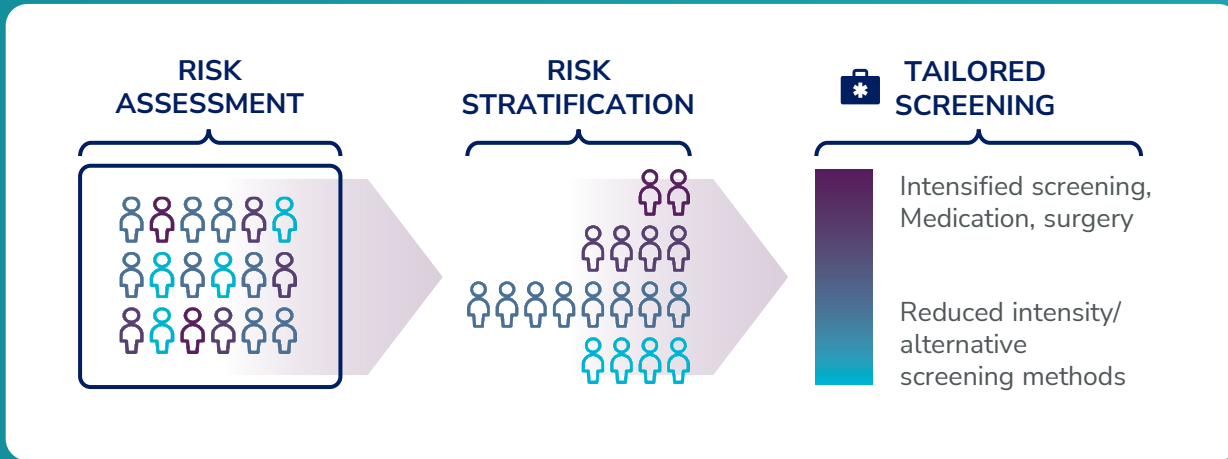 RISK
ASSESSMENT
RISK
STRATIFICATION
TAILORED
SCREENING
Intensified screening,
Medication, surgery
Reduced intensity/
alternative
screening methods